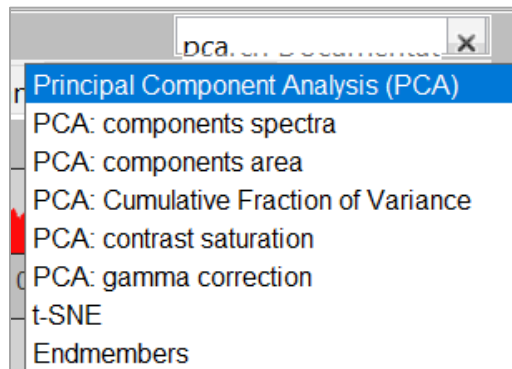 pca
Principal Component Analysis (PCA)
PCA: components spectra
PCA: components area
PCA: Cumulative Fraction of Variance
PCA: contrast saturation
PCA: gamma correction
t-SNE
Endmembers